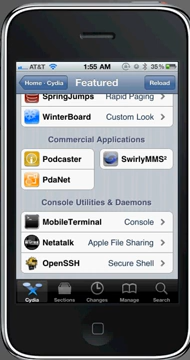 AT&T 1:55 AM 35%
Home · Cydia Featured Reload
SpringJumps Rapid Paging
WinterBoard Custom Look
Commercial Applications
Podcaster SwirlyMMS²
PdaNet
Console Utilities & Daemons
MobileTerminal Console
Netatalk Apple File Sharing
OpenSSH Secure Shell
Cydia Sections Changes Manage Search